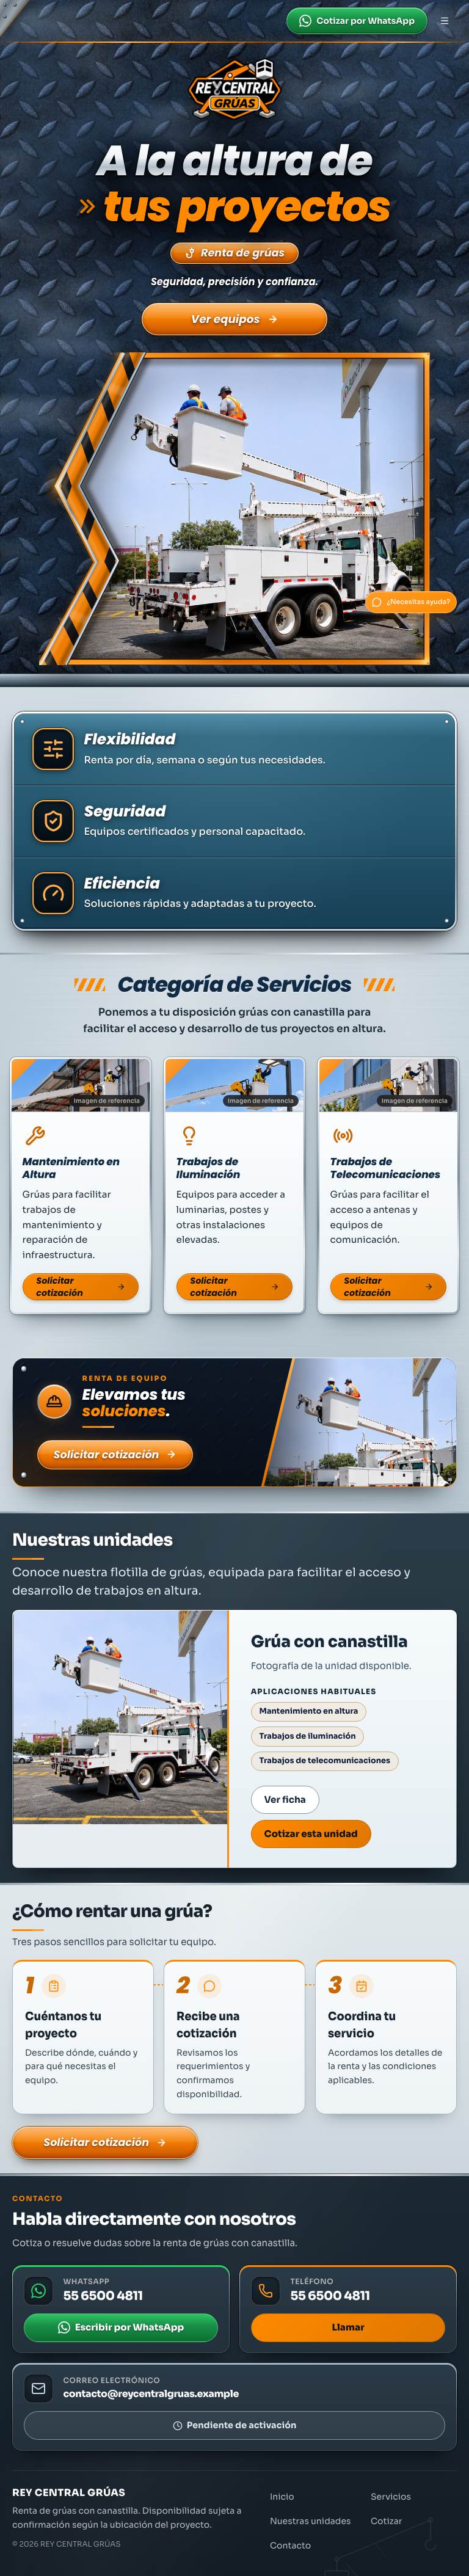 Cotizar por WhatsApp
REY CENTRAL
GRÚAS
A la altura de
» tus proyectos
Renta de grúas
Seguridad, precisión y confianza.
Ver equipos →
¿Necesitas ayuda?
Flexibilidad
Renta por día, semana o según tus necesidades.
Seguridad
Equipos certificados y personal capacitado.
Eficiencia
Soluciones rápidas y adaptadas a tu proyecto.
Categoría de Servicios
Ponemos a tu disposición grúas con canastilla para
facilitar el acceso y desarrollo de tus proyectos en altura.
Imagen de referencia
Mantenimiento en
Altura
Grúas para facilitar
trabajos de
mantenimiento y
reparación de
infraestructura.
Solicitar
cotización →
Imagen de referencia
Trabajos de
Iluminación
Equipos para acceder a
luminarias, postes y
otras instalaciones
elevadas.
Solicitar
cotización →
Imagen de referencia
Trabajos de
Telecomunicaciones
Grúas para facilitar el
acceso a antenas y
equipos de
comunicación.
Solicitar
cotización →
RENTA DE EQUIPO
Elevamos tus
soluciones.
Solicitar cotización →
Nuestras unidades
Conoce nuestra flotilla de grúas, equipada para facilitar el acceso y
desarrollo de trabajos en altura.
Grúa con canastilla
Fotografía de la unidad disponible.
APLICACIONES HABITUALES
Mantenimiento en altura
Trabajos de iluminación
Trabajos de telecomunicaciones
Ver ficha
Cotizar esta unidad
¿Cómo rentar una grúa?
Tres pasos sencillos para solicitar tu equipo.
1
Cuéntanos tu
proyecto
Describe dónde, cuándo y
para qué necesitas el
equipo.
2
Recibe una
cotización
Revisamos los
requerimientos y
confirmamos
disponibilidad.
3
Coordina tu
servicio
Acordamos los detalles de
la renta y las condiciones
aplicables.
Solicitar cotización →
CONTACTO
Habla directamente con nosotros
Cotiza o resuelve dudas sobre la renta de grúas con canastilla.
WHATSAPP
55 6500 4811
Escribir por WhatsApp
TELÉFONO
55 6500 4811
Llamar
CORREO ELECTRÓNICO
contacto@reycentralgruas.example
Pendiente de activación
REY CENTRAL GRÚAS
Renta de grúas con canastilla. Disponibilidad sujeta a
confirmación según la ubicación del proyecto.
© 2026 REY CENTRAL GRÚAS
Inicio
Servicios
Nuestras unidades
Cotizar
Contacto